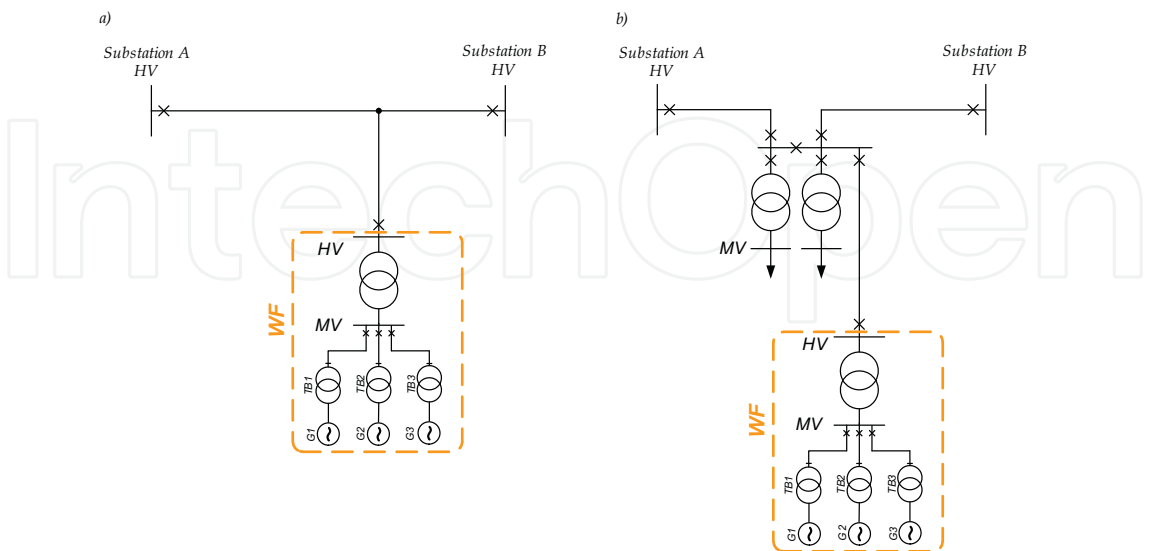 a)
Substation A
HV
Substation B
HV
HV
MV
WF
TB1
TB2
TB3
G1
G2
G3
b)
Substation A
HV
Substation B
HV
MV
HV
MV
WF
TB1
TB2
TB3
G1
G2
G3
IntechOpen